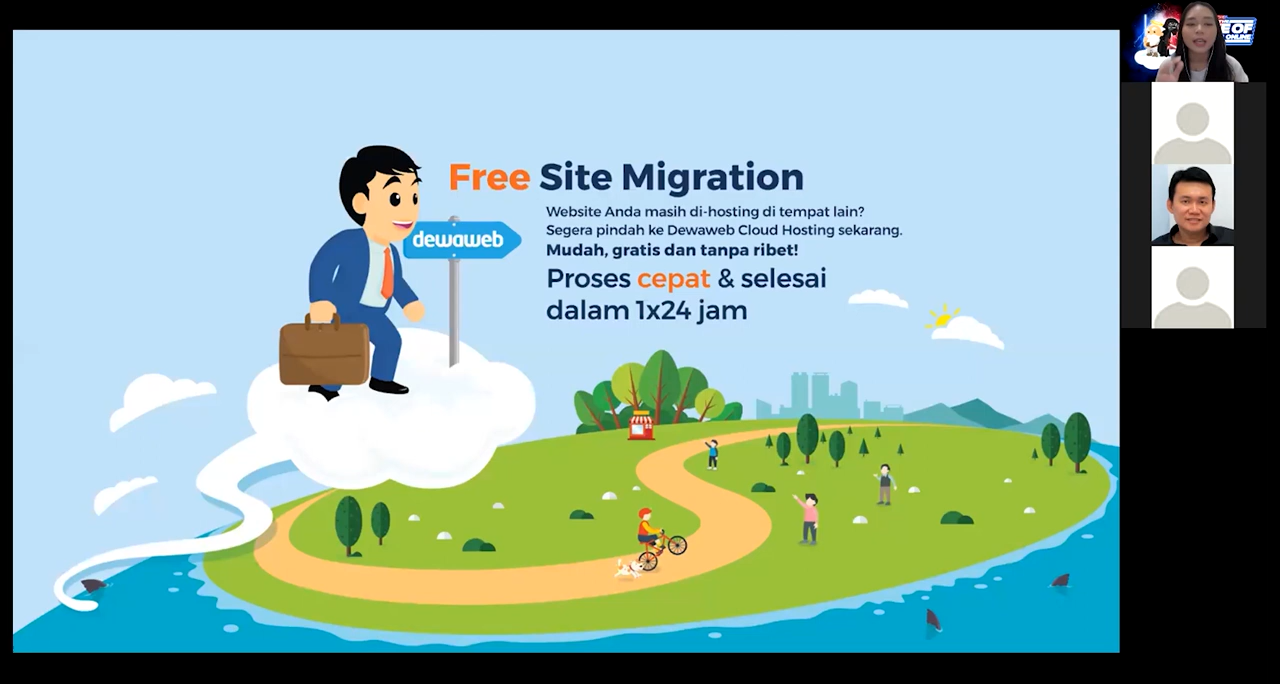 Free Site Migration
Website Anda masih di-hosting di tempat lain?
Segera pindah ke Dewaweb Cloud Hosting sekarang.
Mudah, gratis dan tanpa ribet!
Proses cepat & selesai
dalam 1x24 jam
dewaweb